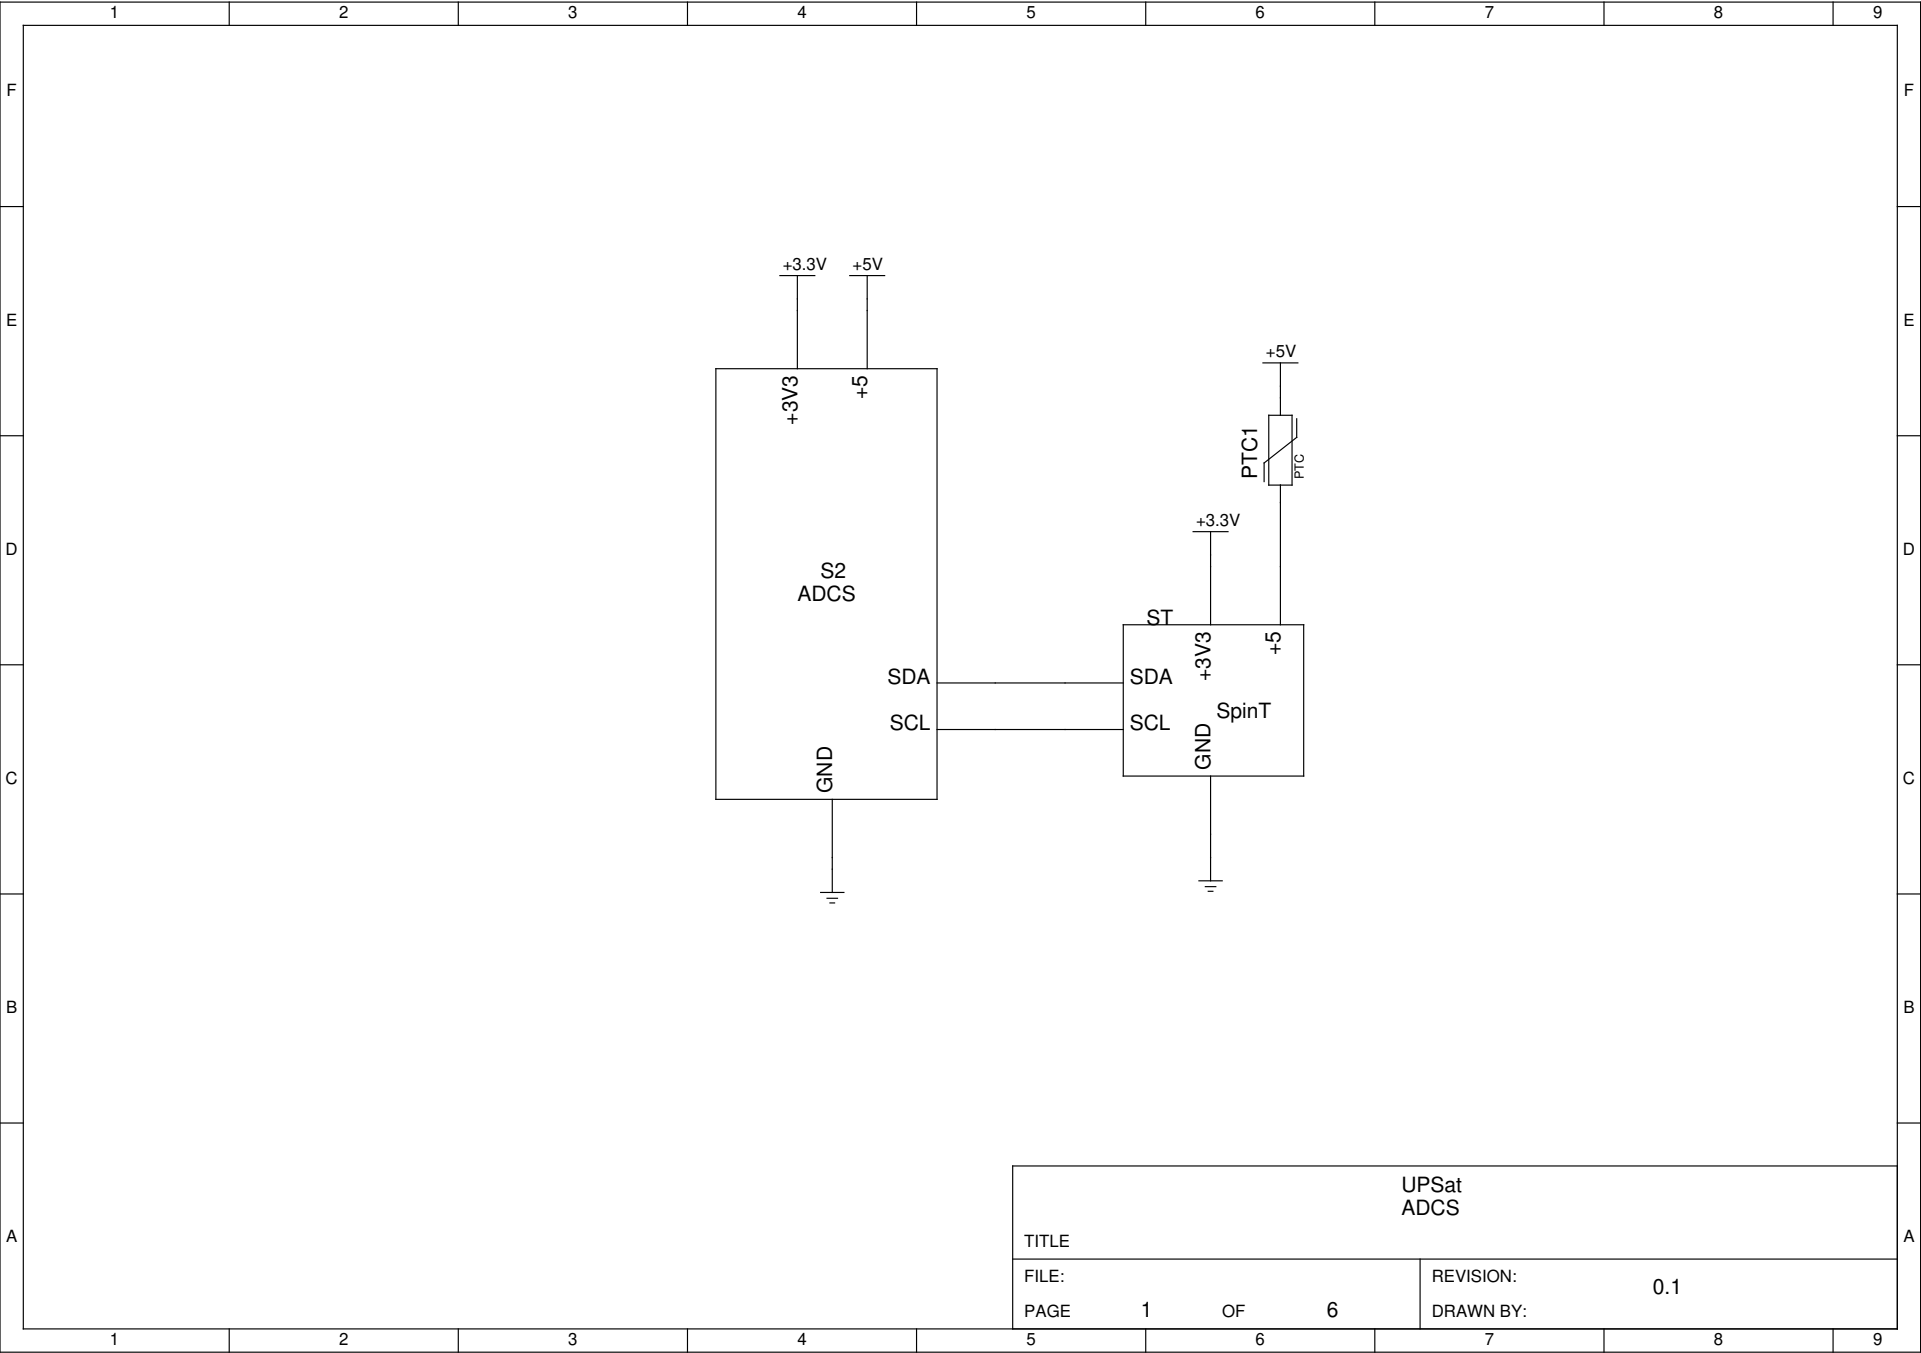 1 2 3 4 5 6 7 8 9
F F
E E
D D
C C
B B
A A
+3.3V +5V
+3V3 +5
S2
ADCS
SDA
SCL
GND
+5V
PTC1
PTC
+3.3V
ST
+3V3 +5
SDA
SCL
SpinT
GND
UPSat
ADCS
TITLE
FILE:
PAGE 1 OF 6
REVISION: 0.1
DRAWN BY:
1 2 3 4 5 6 7 8 9